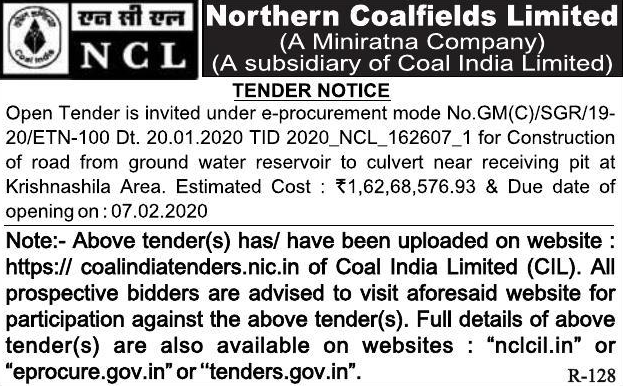 एन सी एल
NCL
Coal India
Northern Coalfields Limited
(A Miniratna Company)
(A subsidiary of Coal India Limited)
TENDER NOTICE
Open Tender is invited under e-procurement mode No.GM(C)/SGR/19-
20/ETN-100 Dt. 20.01.2020 TID 2020_NCL_162607_1 for Construction
of road from ground water reservoir to culvert near receiving pit at
Krishnashila Area. Estimated Cost : ₹1,62,68,576.93 & Due date of
opening on : 07.02.2020
Note:- Above tender(s) has/ have been uploaded on website :
https:// coalindiatenders.nic.in of Coal India Limited (CIL). All
prospective bidders are advised to visit aforesaid website for
participation against the above tender(s). Full details of above
tender(s) are also available on websites : “nclcil.in” or
“eprocure.gov.in” or “tenders.gov.in”.
R-128